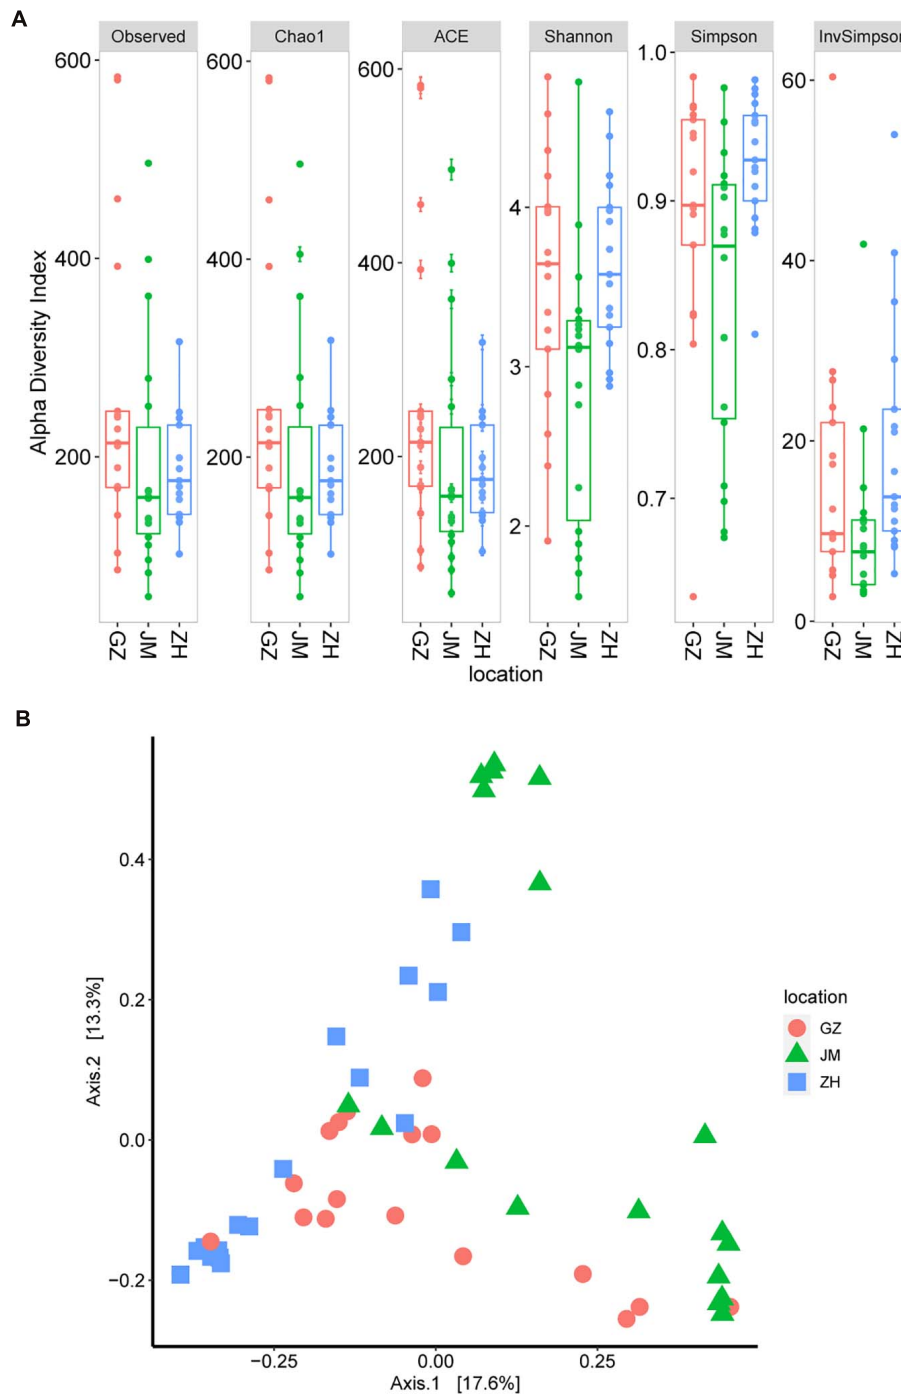 A
Observed Chao1 ACE Shannon Simpson InvSimpson
Alpha Diversity Index
600
400
200
600
400
200
600
400
200
4
3
2
1.0
0.9
0.8
0.7
60
40
20
0
GZ JM ZH GZ JM ZH GZ JM ZH GZ JM ZH GZ JM ZH GZ JM ZH
location
B
Axis.2 [13.3%]
0.4
0.2
0.0
−0.2
−0.25 0.00 0.25
Axis.1 [17.6%]
location
GZ
JM
ZH